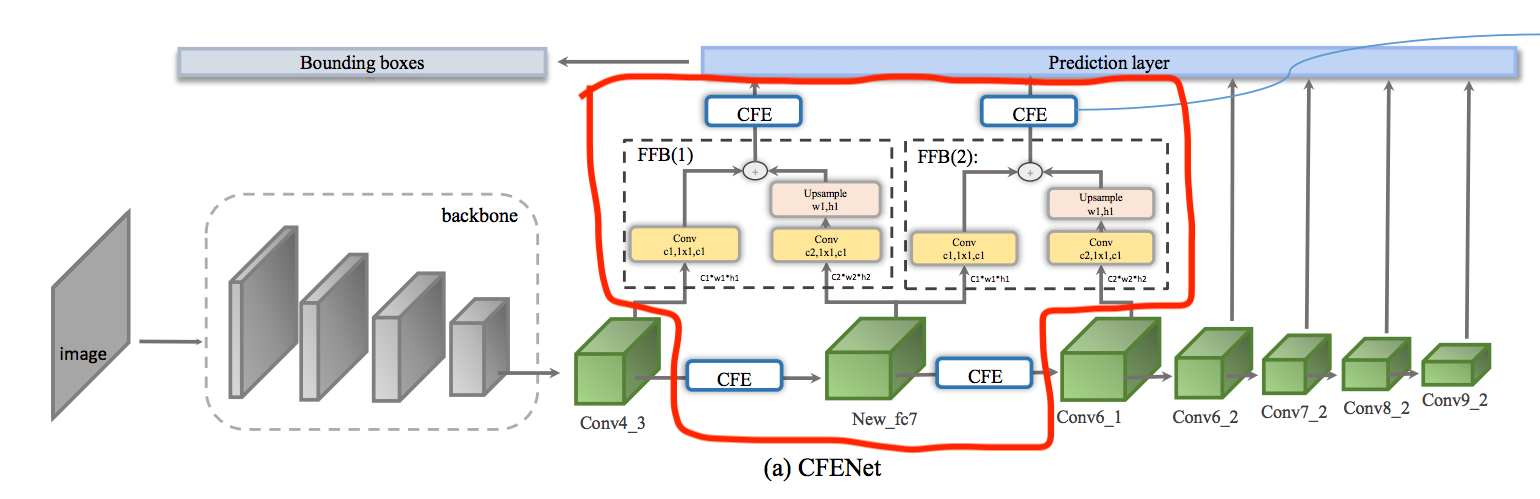 Bounding boxes
Prediction layer
CFE
CFE
FFB(1)
FFB(2):
Upsample
w1,h1
Upsample
w1,h1
backbone
Conv
c1,1x1,c1
Conv
c2,1x1,c1
Conv
c1,1x1,c1
Conv
c2,1x1,c1
C1*w1*h1
C2*w2*h2
C1*w1*h1
C2*w2*h2
image
CFE
CFE
Conv4_3
New_fc7
Conv6_1
Conv6_2
Conv7_2
Conv8_2
Conv9_2
(a) CFENet